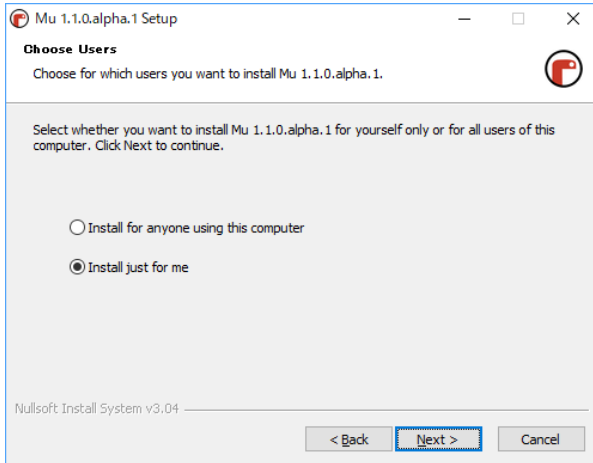 Mu 1.1.0.alpha.1 Setup
Choose Users
Choose for which users you want to install Mu 1.1.0.alpha.1.
Select whether you want to install Mu 1.1.0.alpha.1 for yourself only or for all users of this
computer. Click Next to continue.
Install for anyone using this computer
Install just for me
Nullsoft Install System v3.04
< Back
Next >
Cancel